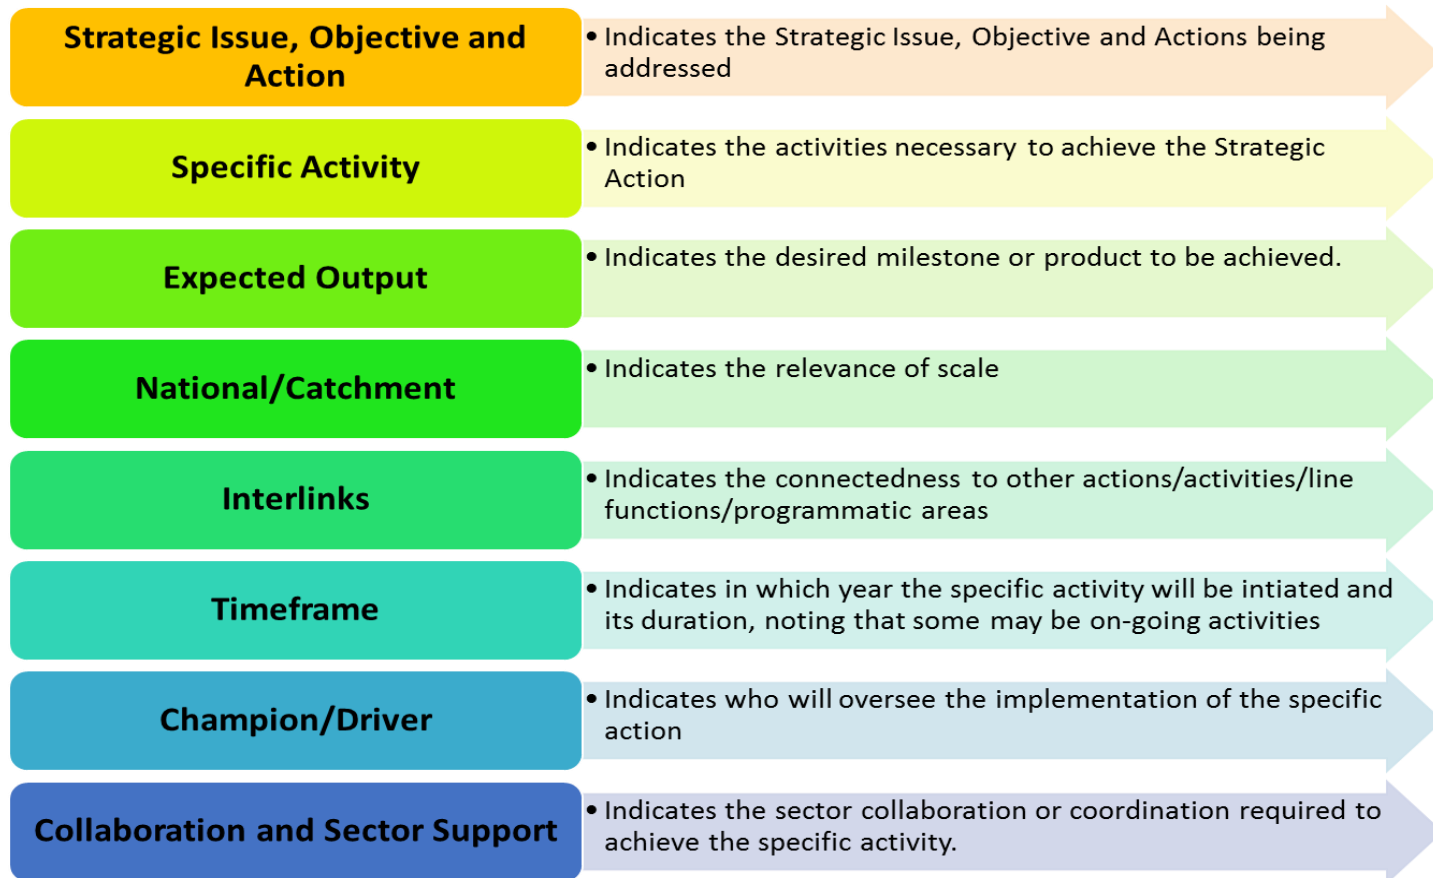 Strategic Issue, Objective and
Action
• Indicates the Strategic Issue, Objective and Actions being
addressed
Specific Activity
• Indicates the activities necessary to achieve the Strategic
Action
Expected Output
• Indicates the desired milestone or product to be achieved.
National/Catchment
• Indicates the relevance of scale
Interlinks
• Indicates the connectedness to other actions/activities/line
functions/programmatic areas
Timeframe
• Indicates in which year the specific activity will be intiated and
its duration, noting that some may be on-going activities
Champion/Driver
• Indicates who will oversee the implementation of the specific
action
Collaboration and Sector Support
• Indicates the sector collaboration or coordination required to
achieve the specific activity.